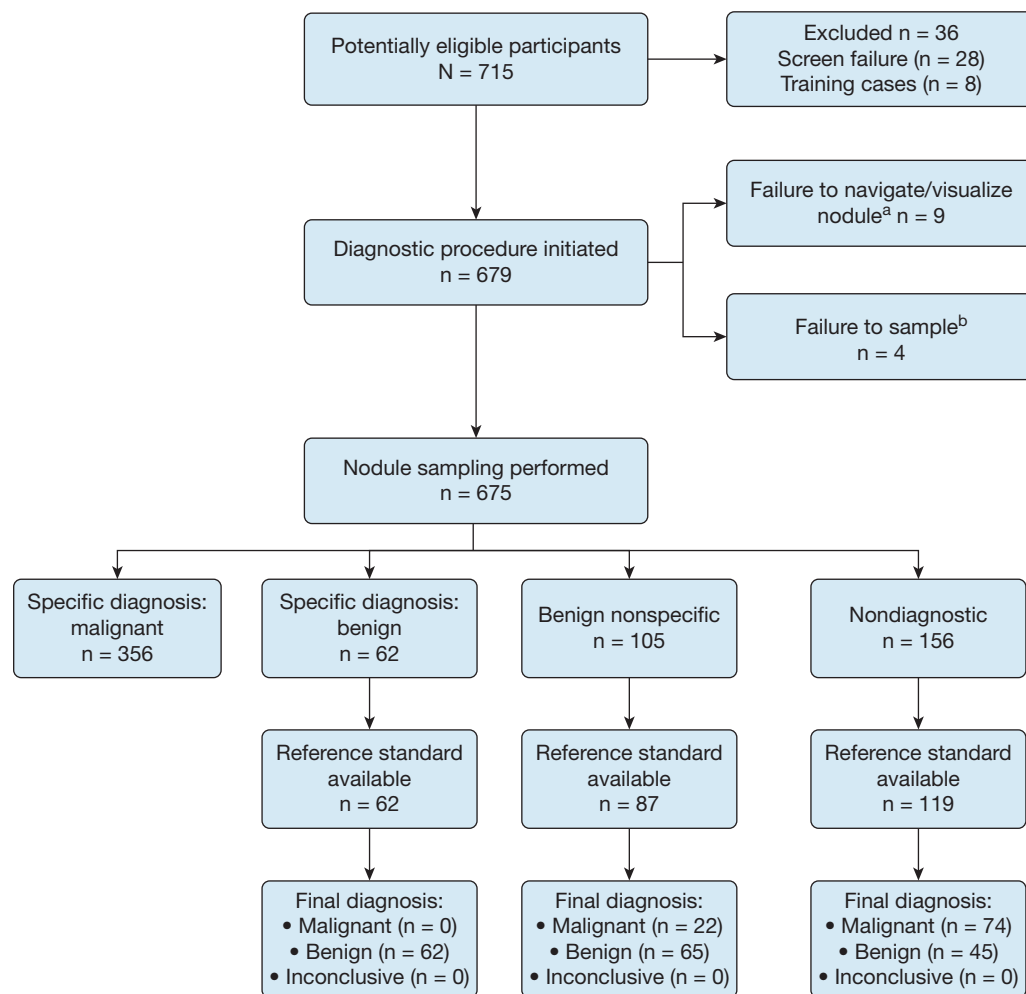 Potentially eligible participants
N = 715
Excluded n = 36
Screen failure (n = 28)
Training cases (n = 8)
Failure to navigate/visualize
noduleᵃ n = 9
Diagnostic procedure initiated
n = 679
Failure to sampleᵇ
n = 4
Nodule sampling performed
n = 675
Specific diagnosis:
malignant
n = 356
Specific diagnosis:
benign
n = 62
Benign nonspecific
n = 105
Nondiagnostic
n = 156
Reference standard
available
n = 62
Reference standard
available
n = 87
Reference standard
available
n = 119
Final diagnosis:
• Malignant (n = 0)
• Benign (n = 62)
• Inconclusive (n = 0)
Final diagnosis:
• Malignant (n = 22)
• Benign (n = 65)
• Inconclusive (n = 0)
Final diagnosis:
• Malignant (n = 74)
• Benign (n = 45)
• Inconclusive (n = 0)